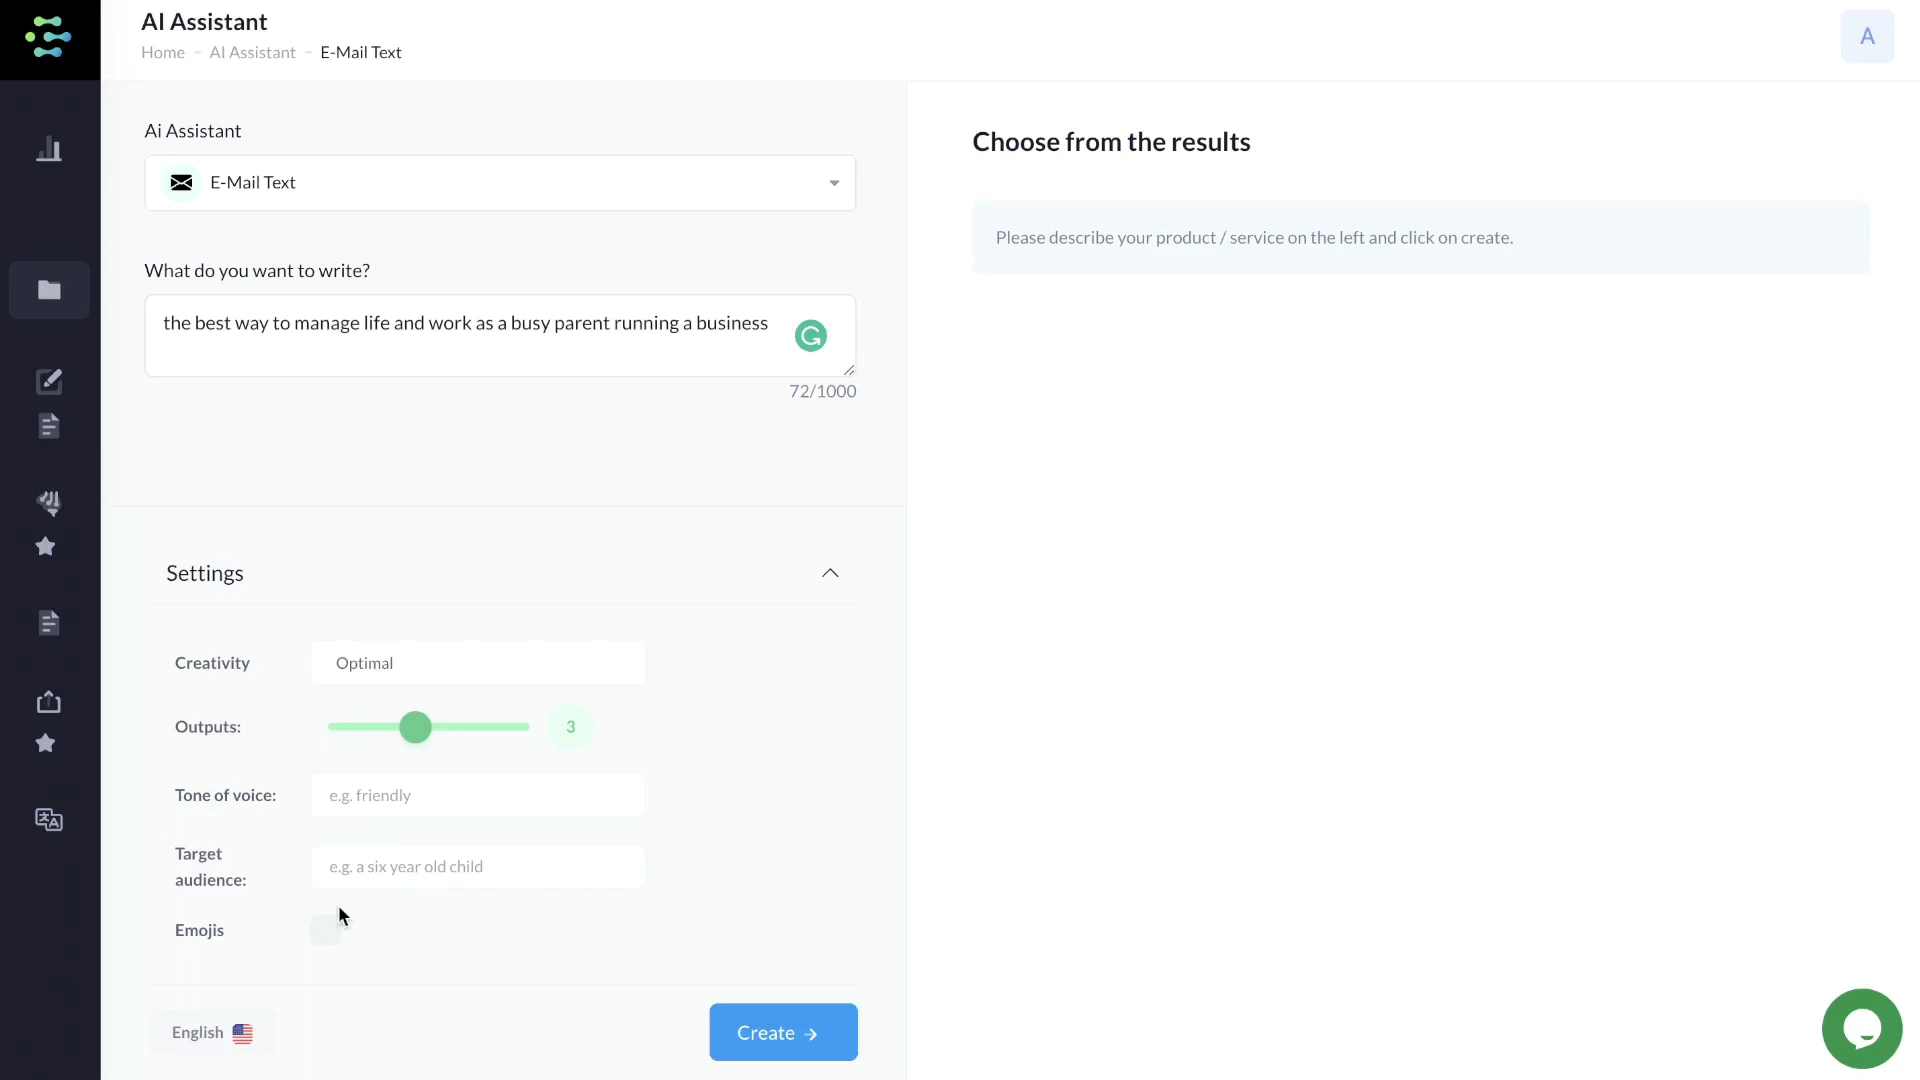 AI Assistant
Home - AI Assistant - E-Mail Text
A
Ai Assistant
E-Mail Text
What do you want to write?
the best way to manage life and work as a busy parent running a business
72/1000
Settings
Creativity Optimal
Outputs: 3
Tone of voice: e.g. friendly
Target audience: e.g. a six year old child
Emojis
English
Create →
Choose from the results
Please describe your product / service on the left and click on create.